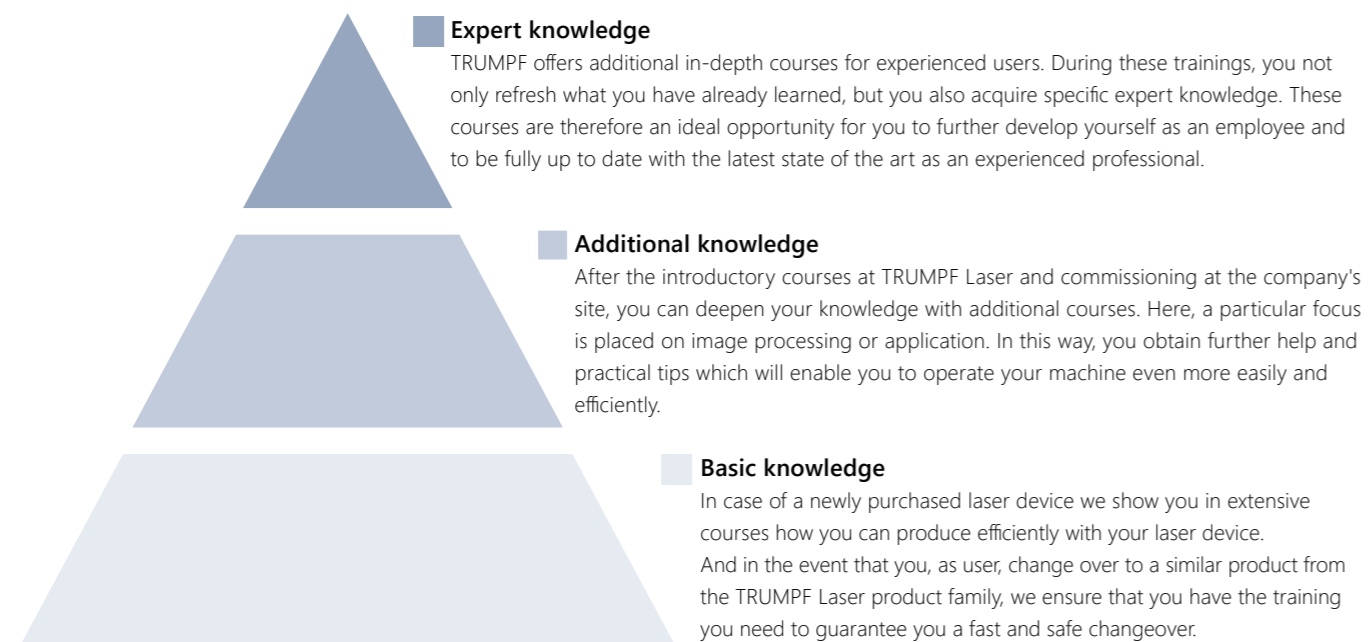 Expert knowledge
TRUMPF offers additional in-depth courses for experienced users. During these trainings, you not
only refresh what you have already learned, but you also acquire specific expert knowledge. These
courses are therefore an ideal opportunity for you to further develop yourself as an employee and
to be fully up to date with the latest state of the art as an experienced professional.
Additional knowledge
After the introductory courses at TRUMPF Laser and commissioning at the company's
site, you can deepen your knowledge with additional courses. Here, a particular focus
is placed on image processing or application. In this way, you obtain further help and
practical tips which will enable you to operate your machine even more easily and
efficiently.
Basic knowledge
In case of a newly purchased laser device we show you in extensive
courses how you can produce efficiently with your laser device.
And in the event that you, as user, change over to a similar product from
the TRUMPF Laser product family, we ensure that you have the training
you need to guarantee you a fast and safe changeover.